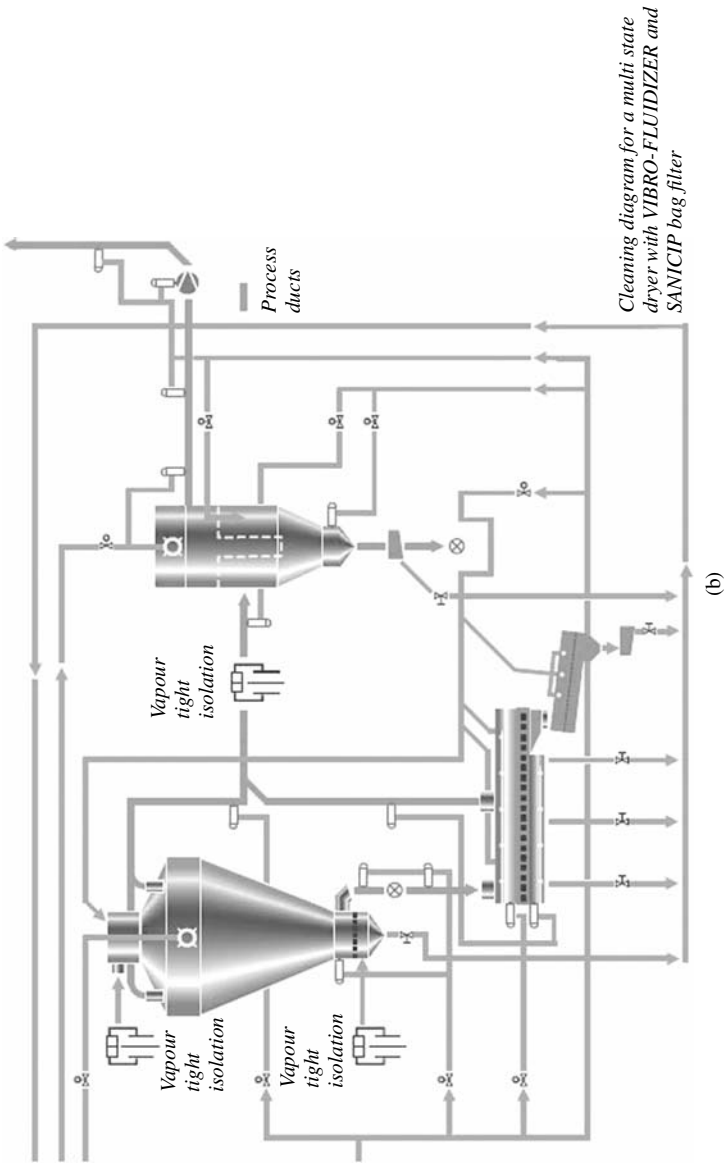 Vapour
tight
isolation
Vapour
tight
isolation
Vapour
tight
isolation
Process
ducts
Cleaning diagram for a multi state
dryer with VIBRO-FLUIDIZER and
SANICIP bag filter
(b)